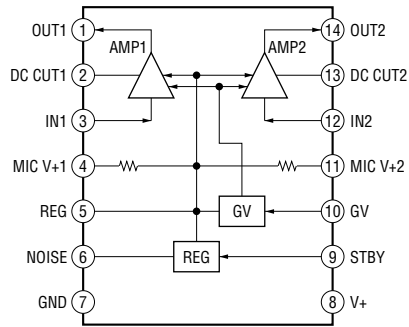 OUT1 1 14 OUT2
AMP1 AMP2
DC CUT1 2 13 DC CUT2
IN1 3 12 IN2
MIC V+1 4 11 MIC V+2
REG 5 GV 10 GV
NOISE 6 REG 9 STBY
GND 7 8 V+